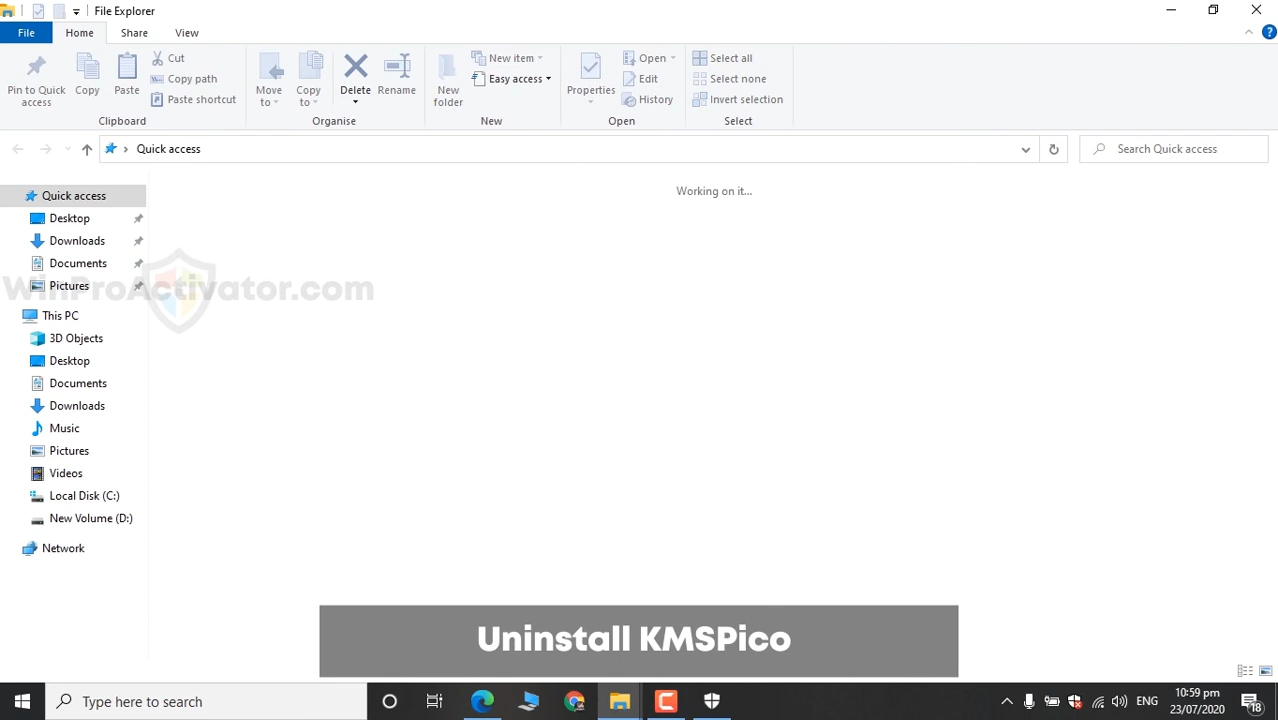 File Explorer
File Home Share View
Pin to Quick access
Copy
Paste
Cut
Copy path
Paste shortcut
Clipboard
Move to
Copy to
Delete
Rename
Organise
New folder
New item
Easy access
New
Properties
Open
Edit
History
Open
Select all
Select none
Invert selection
Select
Quick access
Search Quick access
Working on it...
Quick access
Desktop
Downloads
Documents
Pictures
WinProActivator.com
This PC
3D Objects
Desktop
Documents
Downloads
Music
Pictures
Videos
Local Disk (C:)
New Volume (D:)
Network
Uninstall KMSPico
Type here to search
ENG
10:59 pm
23/07/2020
18